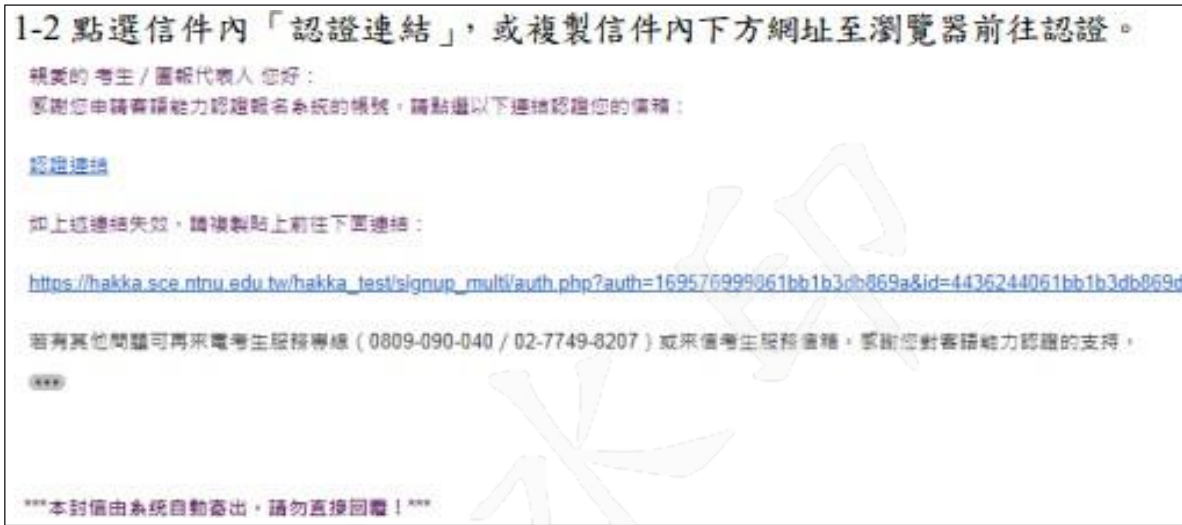 1-2 點選信件內「認證連結」，或複製信件內下方網址至瀏覽器前往認證。
親愛的 考生 / 團報代表人 您好：
感謝您申請客語能力認證報名系統的帳號，請點選以下連結認證您的信箱：
認證連結
如上述連結失效，請複製貼上前往下面連結：
https://hakka.sce.ntnu.edu.tw/hakka_test/signup_multi/auth.php?auth=169576999061bb1b3db869a&id=4436244061bb1b3db869d
若有其他問題可再來電考生服務專線（0809-090-040 / 02-7749-8207）或來信考生服務信箱，感謝您對客語能力認證的支持，
***本封信由系統自動寄出，請勿直接回覆！***
水印